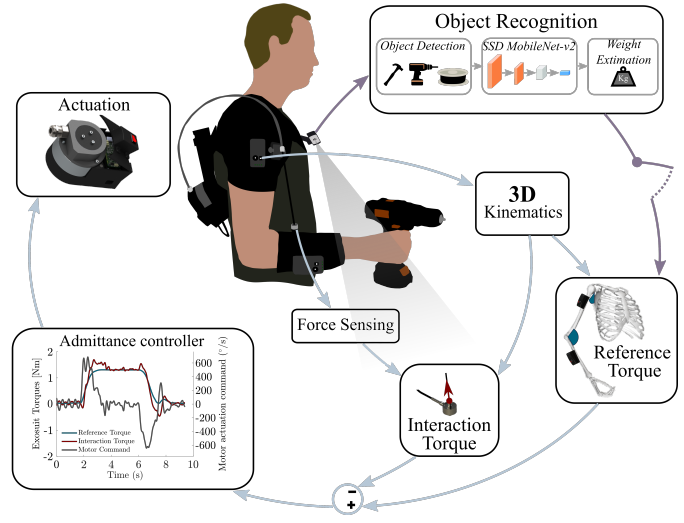 Object Recognition
Object Detection
SSD MobileNet-v2
Weight
Extimation
Kg
Actuation
3D
Kinematics
Force Sensing
Reference
Torque
Interaction
Torque
Admittance controller
Exosuit Torques [Nm]
2
1
0
-1
-2
600
400
200
0
-200
-400
-600
Motor actuation command (°/s)
Reference Torque
Interaction Torque
Motor Command
0 2 4 6 8 10
Time (s)
-
+